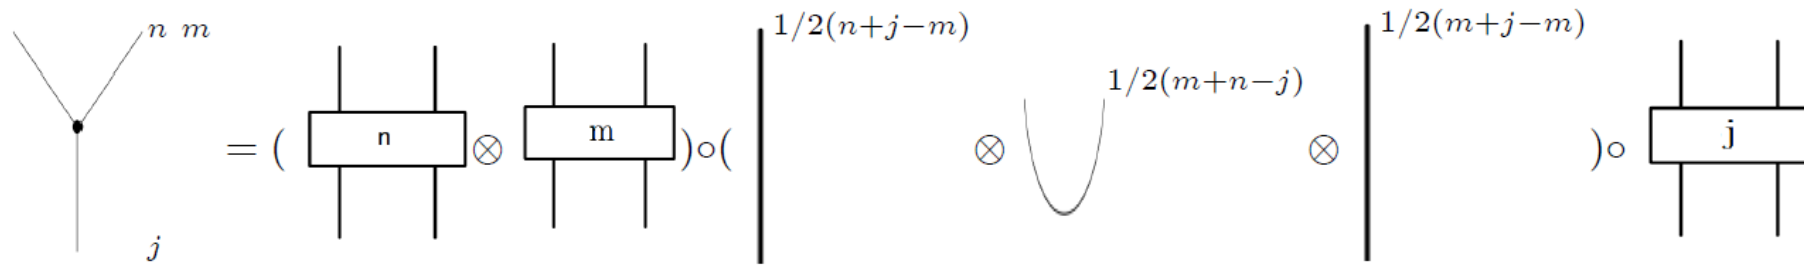 n m
1/2(n+j−m)
1/2(m+n−j)
1/2(m+j−m)
= ( n ⊗ m )∘( ⊗ ⊗ )∘ j
j